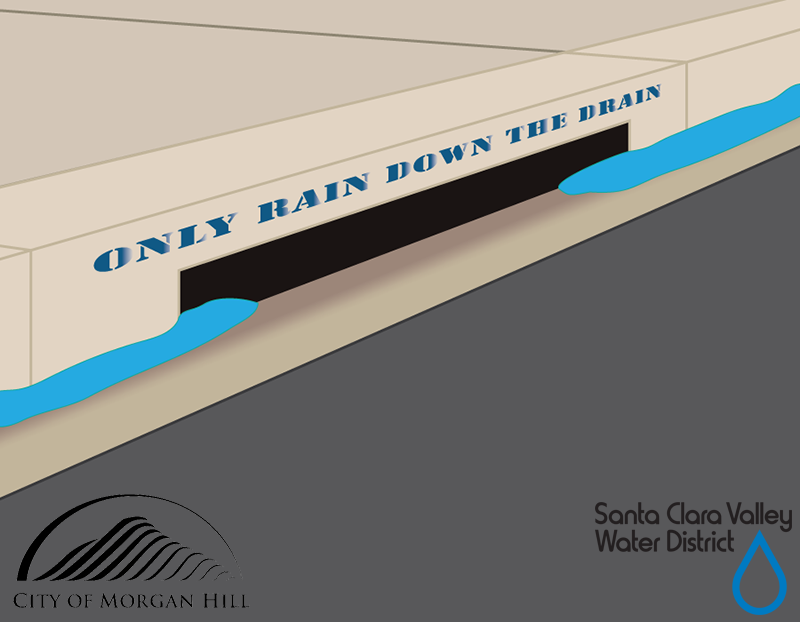 ONLY RAIN DOWN THE DRAIN
CITY OF MORGAN HILL
Santa Clara Valley
Water District